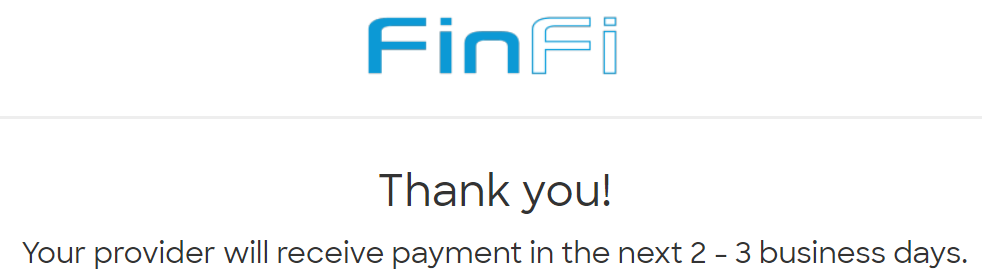 FinFi
Thank you!
Your provider will receive payment in the next 2 - 3 business days.